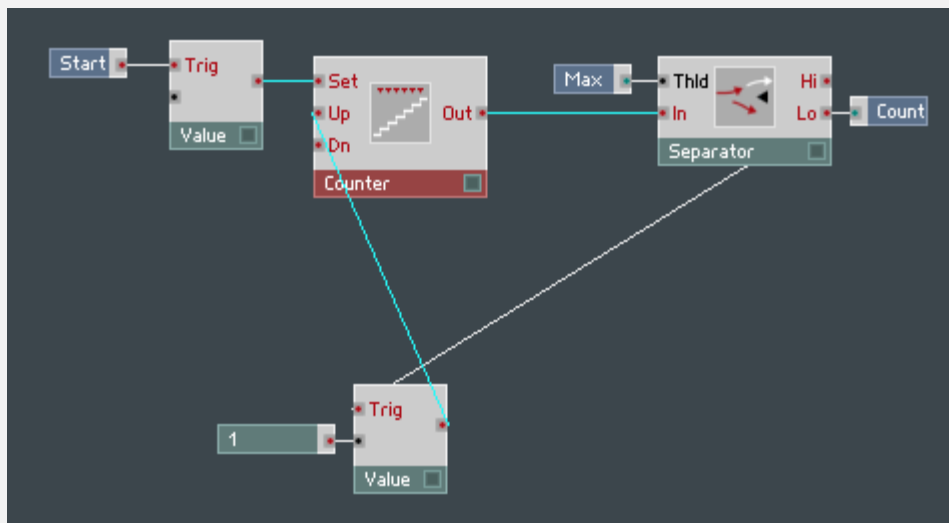 Start
Trig
Value
Set
Up
Dn
Out
Counter
Max
Thld
In
Hi
Lo
Separator
Count
1
Trig
Value